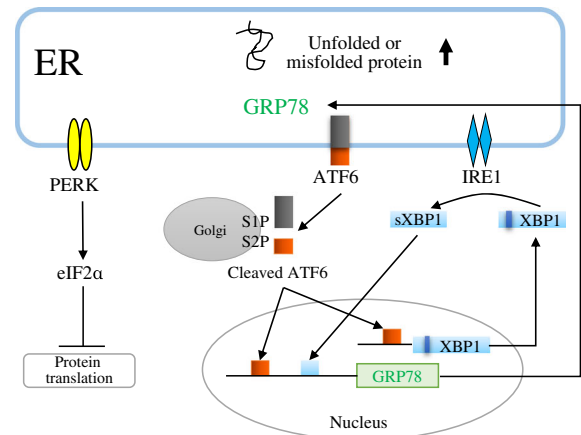 ER
Unfolded or
misfolded protein
GRP78
PERK
ATF6
IRE1
Golgi
S1P
S2P
sXBP1
XBP1
eIF2α
Cleaved ATF6
XBP1
Protein
translation
GRP78
Nucleus